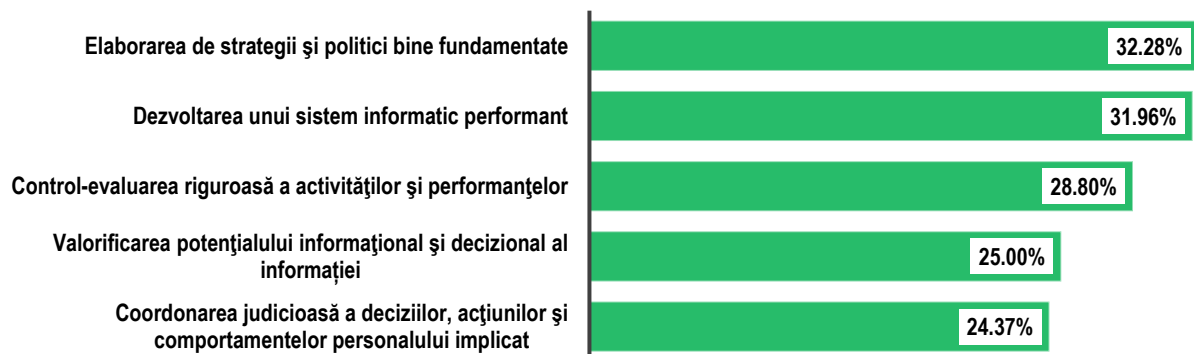 Elaborarea de strategii şi politici bine fundamentate
32.28%
Dezvoltarea unui sistem informatic performant
31.96%
Control-evaluarea riguroasă a activităţilor şi performanţelor
28.80%
Valorificarea potenţialului informaţional şi decizional al
informației
25.00%
Coordonarea judicioasă a deciziilor, acţiunilor şi
comportamentelor personalului implicat
24.37%